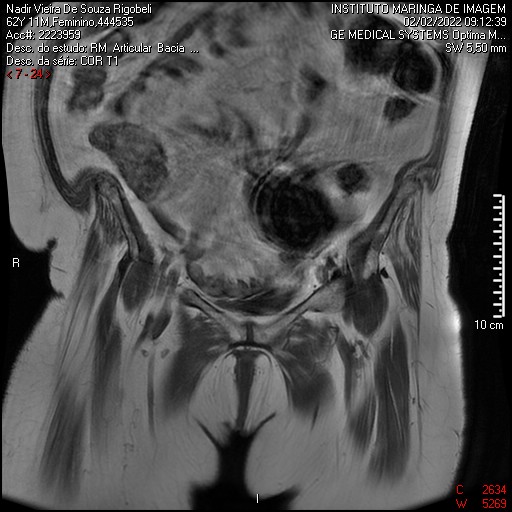 Nadir Vieira De Souza Rigobeli
62Y 11M,Feminino,444535
Acc#: 2223959
Desc. do estudo: RM Articular Bacia ...
Desc. da série: COR T1
< 7 - 24 >
INSTITUTO MARINGA DE IMAGEM
02/02/2022 09:12:39
GE MEDICAL SYSTEMS Optima M...
SW 5,50 mm
R
10 cm
I
C 2634
W 5269